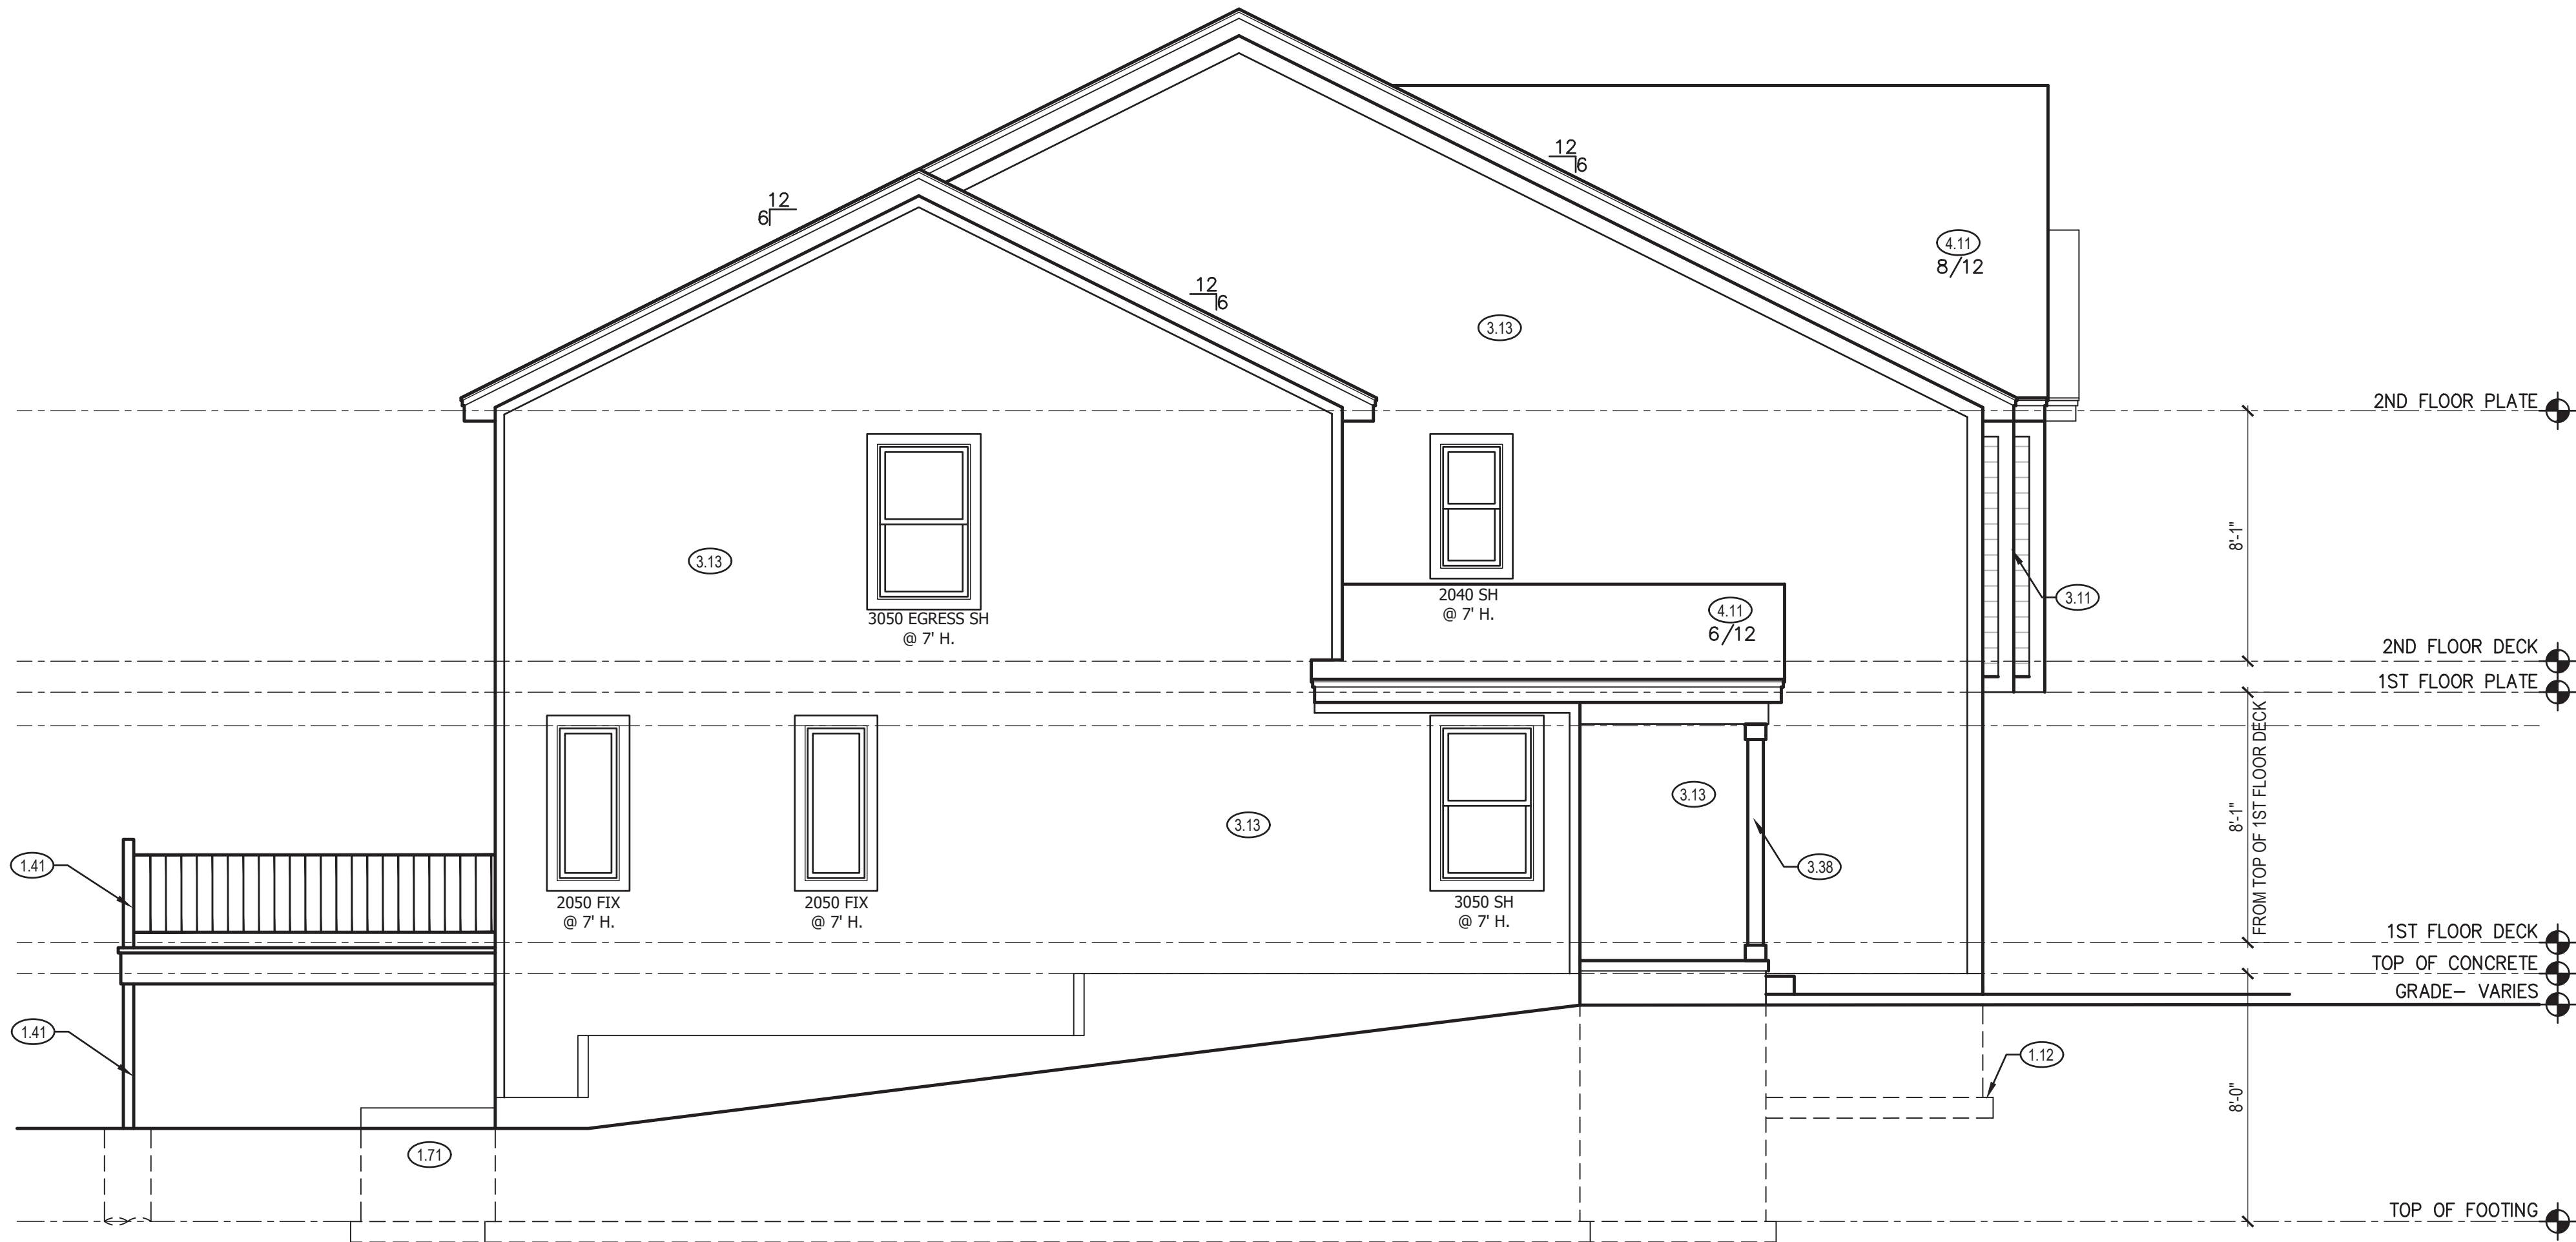 12
6
12
6
4.11
8/12
12
6
3.13
2ND FLOOR PLATE
8'-1"
3.13
3050 EGRESS SH
@ 7' H.
2040 SH
@ 7' H.
4.11
6/12
3.11
2ND FLOOR DECK
1ST FLOOR PLATE
8'-1"
FROM TOP OF 1ST FLOOR DECK
3.13
3.13
1.41
3.38
2050 FIX
@ 7' H.
2050 FIX
@ 7' H.
3050 SH
@ 7' H.
1ST FLOOR DECK
TOP OF CONCRETE
GRADE- VARIES
1.41
1.12
8'-0"
1.71
TOP OF FOOTING